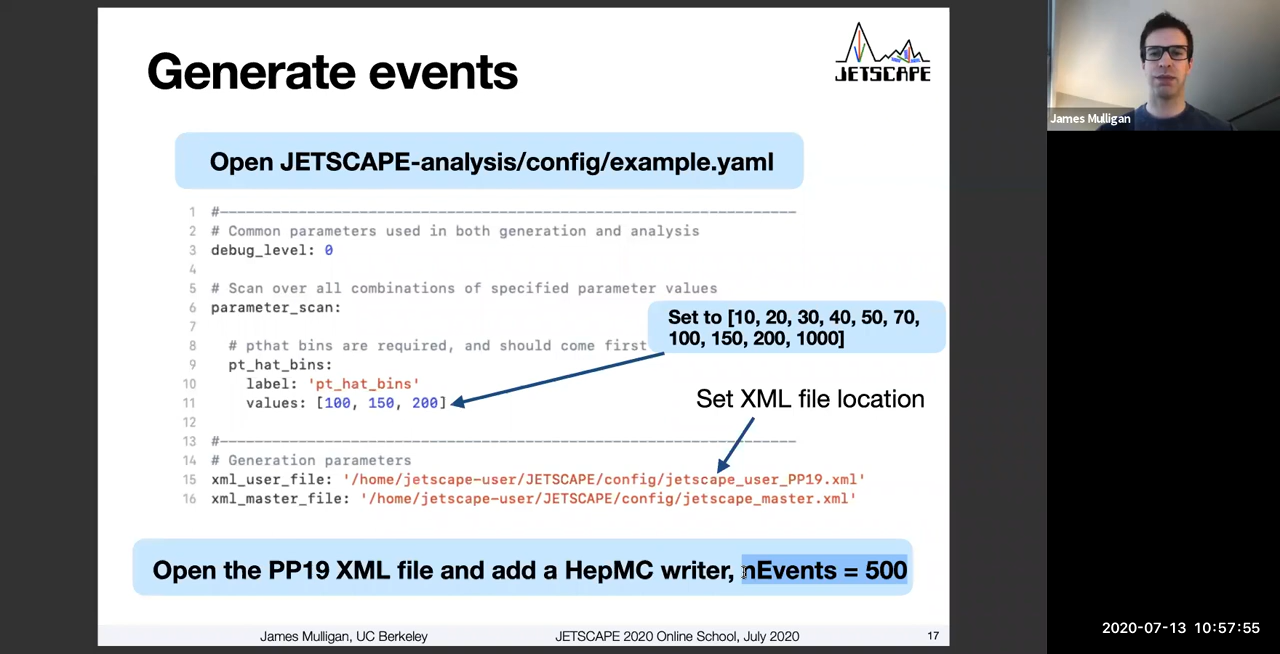 Generate events
JETSCAPE
James Mulligan
Open JETSCAPE-analysis/config/example.yaml
1 #------------------------------------------------------------------
2 # Common parameters used in both generation and analysis
3 debug_level: 0
4
5 # Scan over all combinations of specified parameter values
6 parameter_scan:
7
8 # pthat bins are required, and should come first
9 pt_hat_bins:
10 label: 'pt_hat_bins'
11 values: [100, 150, 200]
12
13 #------------------------------------------------------------------
14 # Generation parameters
15 xml_user_file: '/home/jetscape-user/JETSCAPE/config/jetscape_user_PP19.xml'
16 xml_master_file: '/home/jetscape-user/JETSCAPE/config/jetscape_master.xml'
Set to [10, 20, 30, 40, 50, 70,
100, 150, 200, 1000]
Set XML file location
Open the PP19 XML file and add a HepMC writer, nEvents = 500
James Mulligan, UC Berkeley
JETSCAPE 2020 Online School, July 2020
17
2020-07-13 10:57:55